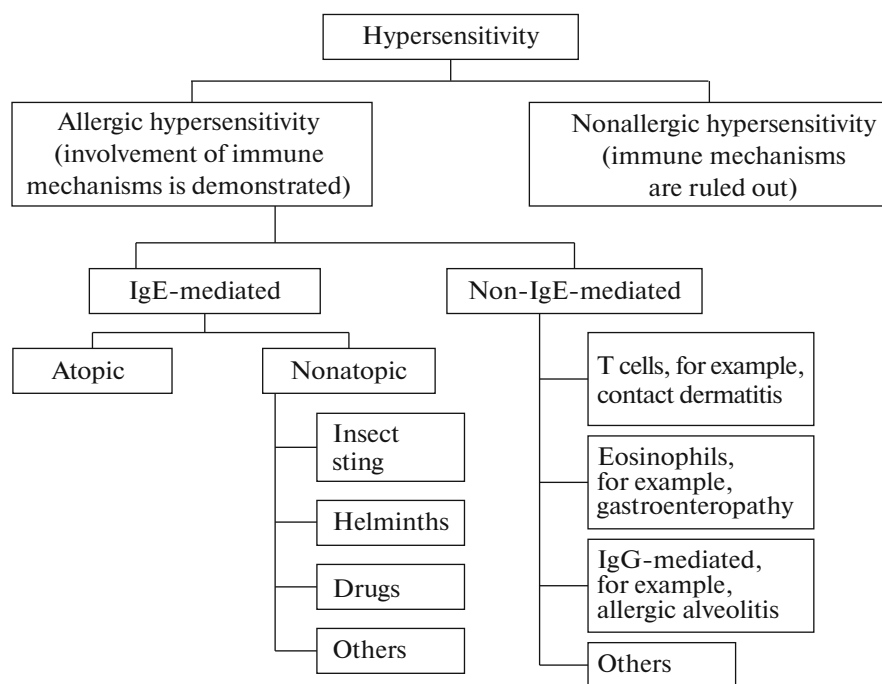 Hypersensitivity
Allergic hypersensitivity
(involvement of immune
mechanisms is demonstrated)
Nonallergic hypersensitivity
(immune mechanisms
are ruled out)
IgE-mediated
Non-IgE-mediated
Atopic
Nonatopic
Insect
sting
Helminths
Drugs
Others
T cells, for example,
contact dermatitis
Eosinophils,
for example,
gastroenteropathy
IgG-mediated,
for example,
allergic alveolitis
Others